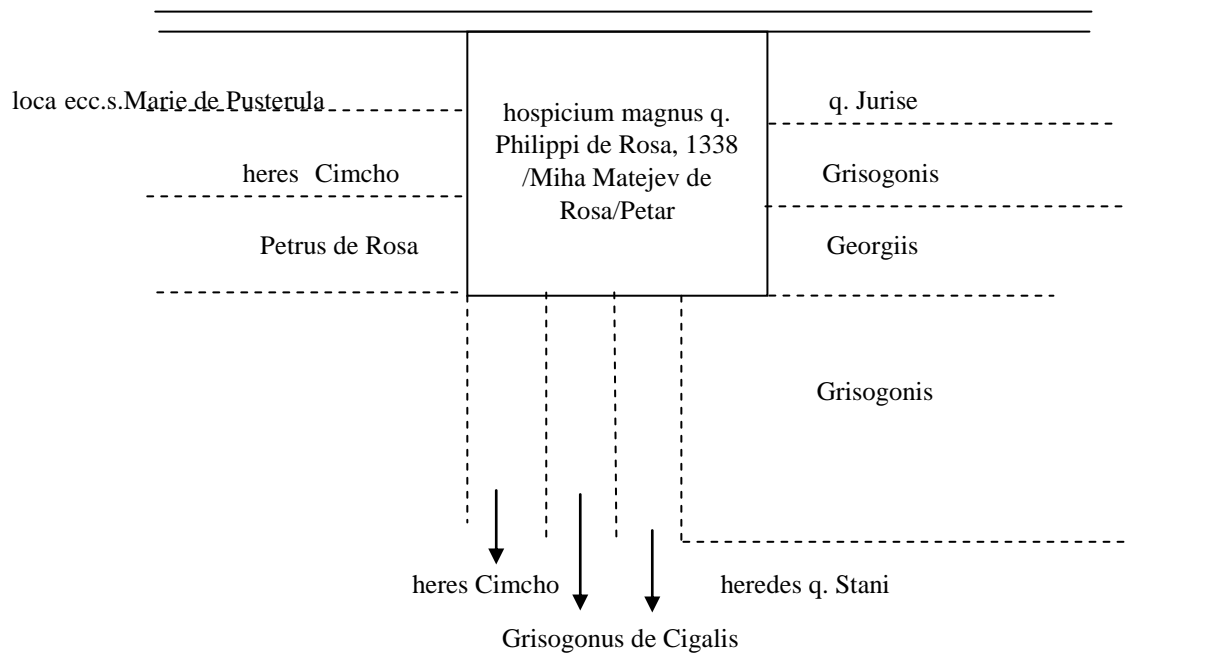 loca ecc.s.Marie de Pusterula
hospicium magnus q.
Philippi de Rosa, 1338
/Miha Matejev de
Rosa/Petar
q. Jurise
heres Cimcho
Grisogonis
Petrus de Rosa
Georgiis
Grisogonis
heres Cimcho
heredes q. Stani
Grisogonus de Cigalis